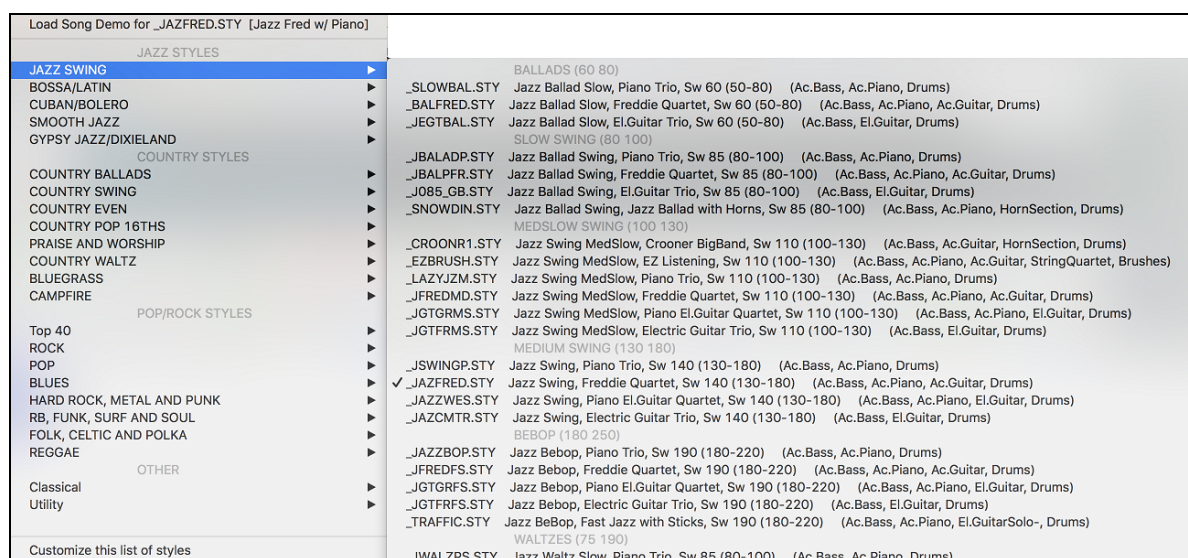 Load Song Demo for _JAZFRED.STY [Jazz Fred w/ Piano]
JAZZ STYLES
JAZZ SWING
BOSSA/LATIN
CUBAN/BOLERO
SMOOTH JAZZ
GYPSY JAZZ/DIXIELAND
COUNTRY STYLES
COUNTRY BALLADS
COUNTRY SWING
COUNTRY EVEN
COUNTRY POP 16THS
PRAISE AND WORSHIP
COUNTRY WALTZ
BLUEGRASS
CAMPFIRE
POP/ROCK STYLES
Top 40
ROCK
POP
BLUES
HARD ROCK, METAL AND PUNK
RB, FUNK, SURF AND SOUL
FOLK, CELTIC AND POLKA
REGGAE
OTHER
Classical
Utility
Customize this list of styles
BALLADS (60 80)
_SLOWBAL.STY Jazz Ballad Slow, Piano Trio, Sw 60 (50-80) (Ac.Bass, Ac.Piano, Drums)
_BALFRED.STY Jazz Ballad Slow, Freddie Quartet, Sw 60 (50-80) (Ac.Bass, Ac.Piano, Ac.Guitar, Drums)
_JEGTBAL.STY Jazz Ballad Slow, El.Guitar Trio, Sw 60 (50-80) (Ac.Bass, El.Guitar, Drums)
SLOW SWING (80 100)
_JBALADP.STY Jazz Ballad Swing, Piano Trio, Sw 85 (80-100) (Ac.Bass, Ac.Piano, Drums)
_JBALPFR.STY Jazz Ballad Swing, Freddie Quartet, Sw 85 (80-100) (Ac.Bass, Ac.Piano, Ac.Guitar, Drums)
_J085_GB.STY Jazz Ballad Swing, El.Guitar Trio, Sw 85 (80-100) (Ac.Bass, El.Guitar, Drums)
_SNOWDIN.STY Jazz Ballad Swing, Jazz Ballad with Horns, Sw 85 (80-100) (Ac.Bass, Ac.Piano, HornSection, Drums)
MEDSLOW SWING (100 130)
_CROONR1.STY Jazz Swing MedSlow, Crooner BigBand, Sw 110 (100-130) (Ac.Bass, Ac.Guitar, HornSection, Drums)
_EZBRUSH.STY Jazz Swing MedSlow, EZ Listening, Sw 110 (100-130) (Ac.Bass, Ac.Piano, Ac.Guitar, StringQuartet, Brushes)
_LAZYJZM.STY Jazz Swing MedSlow, Piano Trio, Sw 110 (100-130) (Ac.Bass, Ac.Piano, Drums)
_JFREDMD.STY Jazz Swing MedSlow, Freddie Quartet, Sw 110 (100-130) (Ac.Bass, Ac.Piano, Ac.Guitar, Drums)
_JGTGRMS.STY Jazz Swing MedSlow, Piano El.Guitar Quartet, Sw 110 (100-130) (Ac.Bass, Ac.Piano, El.Guitar, Drums)
_JGTFRMS.STY Jazz Swing MedSlow, Electric Guitar Trio, Sw 110 (100-130) (Ac.Bass, El.Guitar, Drums)
MEDIUM SWING (130 180)
_JSWINGP.STY Jazz Swing, Piano Trio, Sw 140 (130-180) (Ac.Bass, Ac.Piano, Drums)
✓ _JAZFRED.STY Jazz Swing, Freddie Quartet, Sw 140 (130-180) (Ac.Bass, Ac.Piano, Ac.Guitar, Drums)
_JAZZWES.STY Jazz Swing, Piano El.Guitar Quartet, Sw 140 (130-180) (Ac.Bass, Ac.Piano, El.Guitar, Drums)
_JAZCMTR.STY Jazz Swing, Electric Guitar Trio, Sw 140 (130-180) (Ac.Bass, El.Guitar, Drums)
BEBOP (180 250)
_JAZZBOP.STY Jazz Bebop, Piano Trio, Sw 190 (180-220) (Ac.Bass, Ac.Piano, Drums)
_JFREDFS.STY Jazz Bebop, Freddie Quartet, Sw 190 (180-220) (Ac.Bass, Ac.Piano, Ac.Guitar, Drums)
_JGTGRFS.STY Jazz Bebop, Piano El.Guitar Quartet, Sw 190 (180-220) (Ac.Bass, Ac.Piano, El.Guitar, Drums)
_JGTFRFS.STY Jazz Bebop, Electric Guitar Trio, Sw 190 (180-220) (Ac.Bass, El.Guitar, Drums)
_TRAFFIC.STY Jazz BeBop, Fast Jazz with Sticks, Sw 190 (180-220) (Ac.Bass, Ac.Piano, El.GuitarSolo-, Drums)
WALTZES (75 190)
_JWALZPS.STY Jazz Waltz Slow, Piano Trio, Sw 85 (80-100) (Ac.Bass, Ac.Piano, Drums)